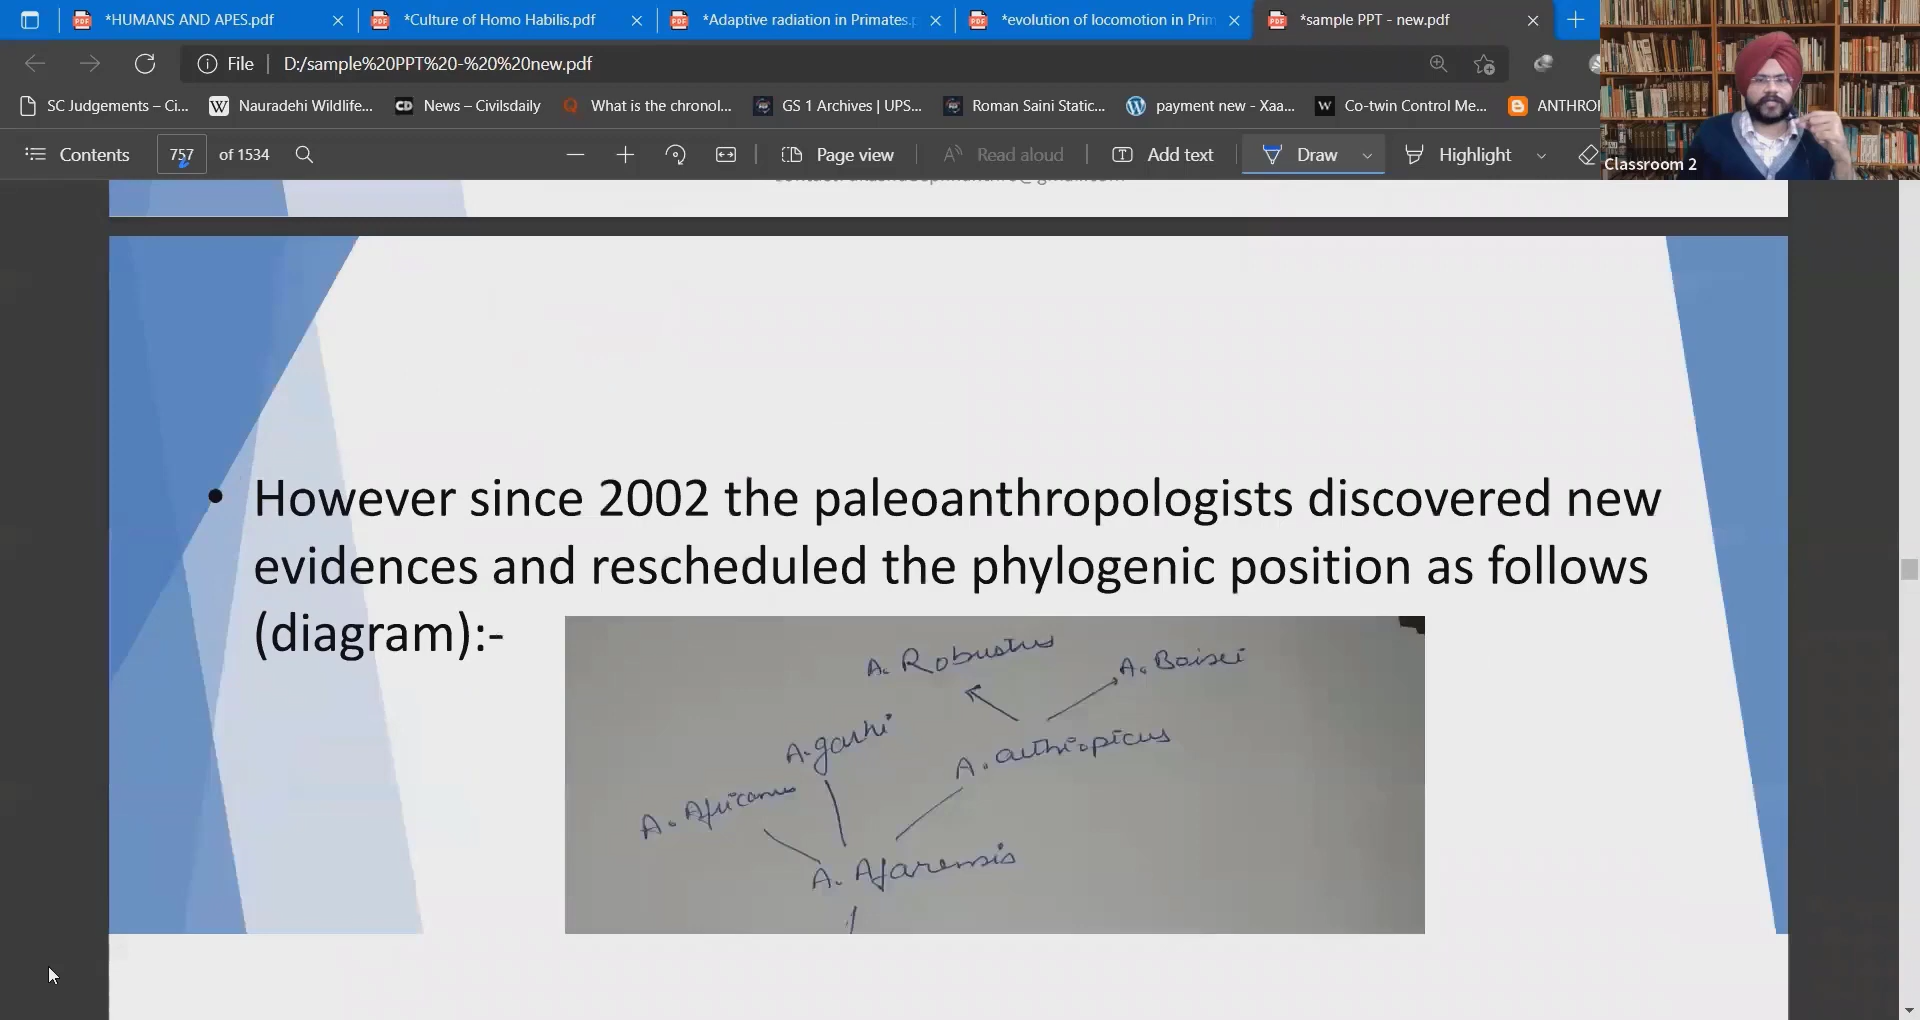 *HUMANS AND APES.pdf
*Culture of Homo Habilis.pdf
*Adaptive radiation in Primates.p
*evolution of locomotion in Prim
*sample PPT - new.pdf
File
D:/sample%20PPT%20-%20%20new.pdf
SC Judgements – Ci...
Nauradehi Wildlife...
News – Civilsdaily
What is the chronol...
GS 1 Archives | UPS...
Roman Saini Static...
payment new - Xaa...
Co-twin Control Me...
ANTHRO
Contents
757
of 1534
Page view
Read aloud
Add text
Draw
Highlight
Classroom 2
• However since 2002 the paleoanthropologists discovered new
evidences and rescheduled the phylogenic position as follows
(diagram):-
A. Robustus
A. Boisei
A. garhi
A. aethiopicus
A. Africanus
A. Afarensis